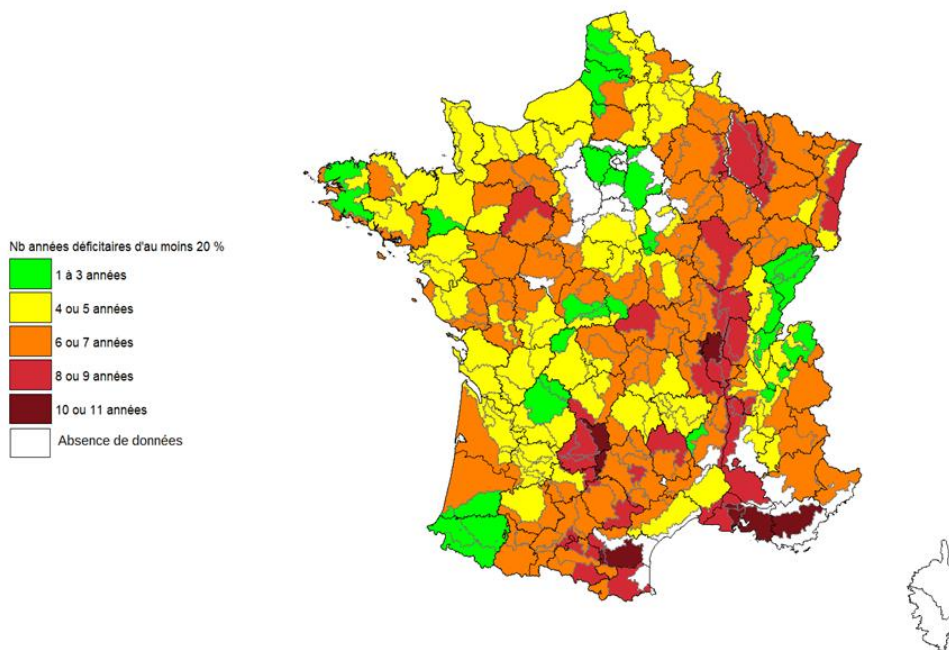 Nb années déficitaires d'au moins 20 %
1 à 3 années
4 ou 5 années
6 ou 7 années
8 ou 9 années
10 ou 11 années
Absence de données